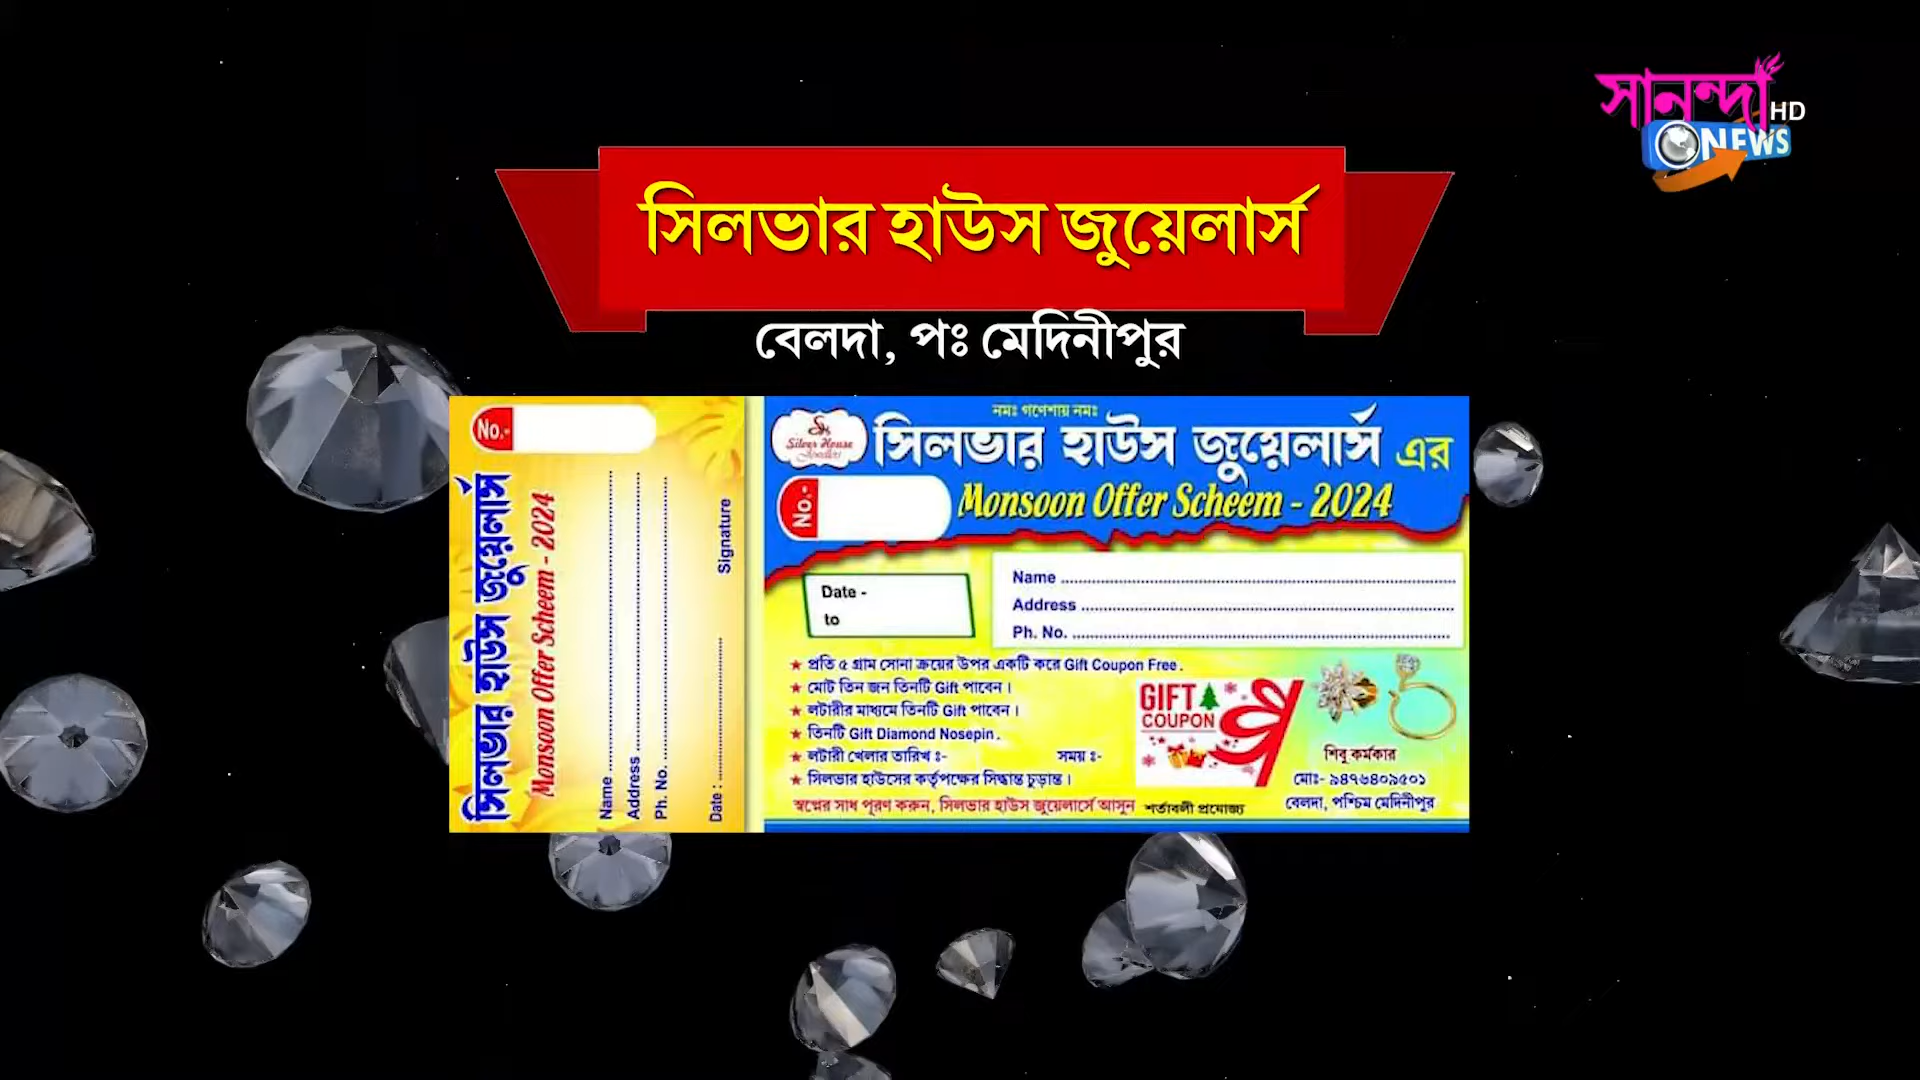 সানন্দা HD
NEWS
সিলভার হাউস জুয়েলার্স
বেলদা, পঃ মেদিনীপুর
No.-
সিলভার হাউস জুয়েলার্স
Monsoon Offer Scheem - 2024
Name
Address
Ph. No.
Date :
Signature
নমঃ গণেশায় নমঃ
Silver House
Jewellers
সিলভার হাউস জুয়েলার্স এর
No.-
Monsoon Offer Scheem - 2024
Date -
to
Name
Address
Ph. No.
প্রতি ৫ গ্রাম সোনা ক্রয়ের উপর একটি করে Gift Coupon Free.
মোট তিন জন তিনটি Gift পাবেন।
লটারীর মাধ্যমে তিনটি Gift পাবেন।
তিনটি Gift Diamond Nosepin.
লটারী খেলার তারিখ ঃ- সময় ঃ-
সিলভার হাউসের কর্তৃপক্ষের সিদ্ধান্ত চুড়ান্ত।
স্বপ্নের সাধ পূরণ করুন, সিলভার হাউস জুয়েলার্সে আসুন শর্তাবলী প্রযোজ্য
GIFT
COUPON
শিবু কর্মকার
মোঃ- ৯৪৭৬৪০৯৫০১
বেলদা, পশ্চিম মেদিনীপুর